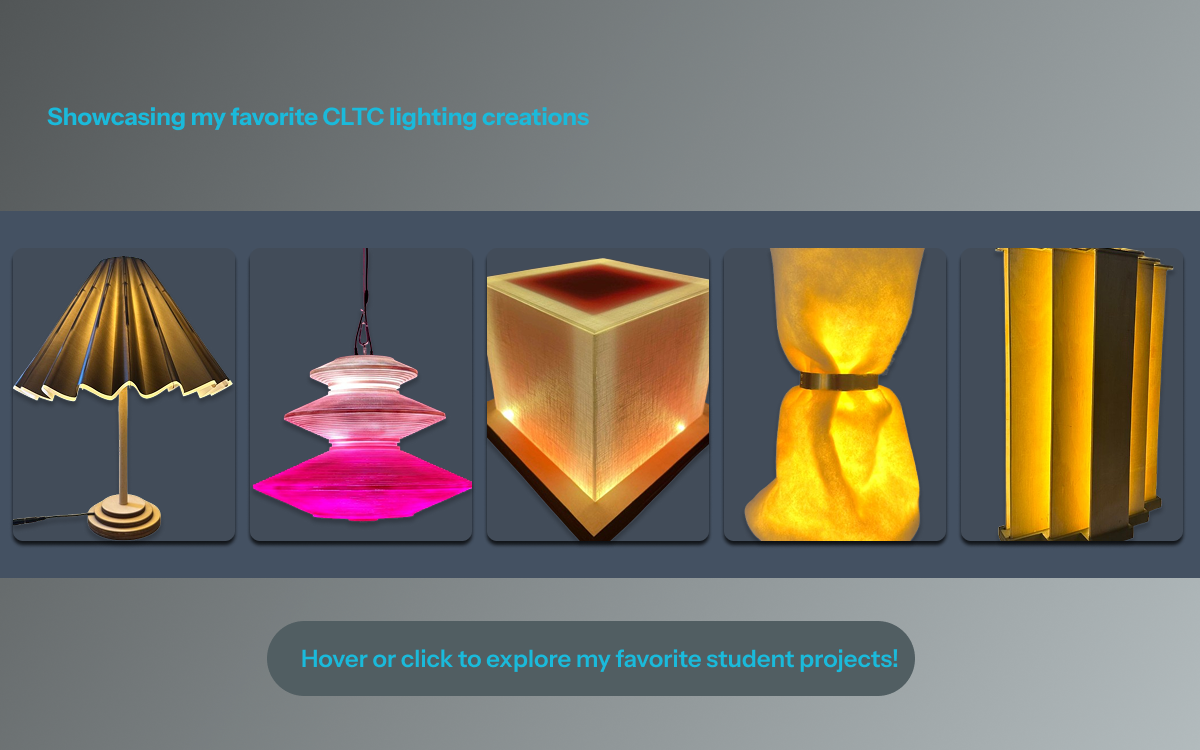 Showcasing my favorite CLTC lighting creations
Hover or click to explore my favorite student projects!